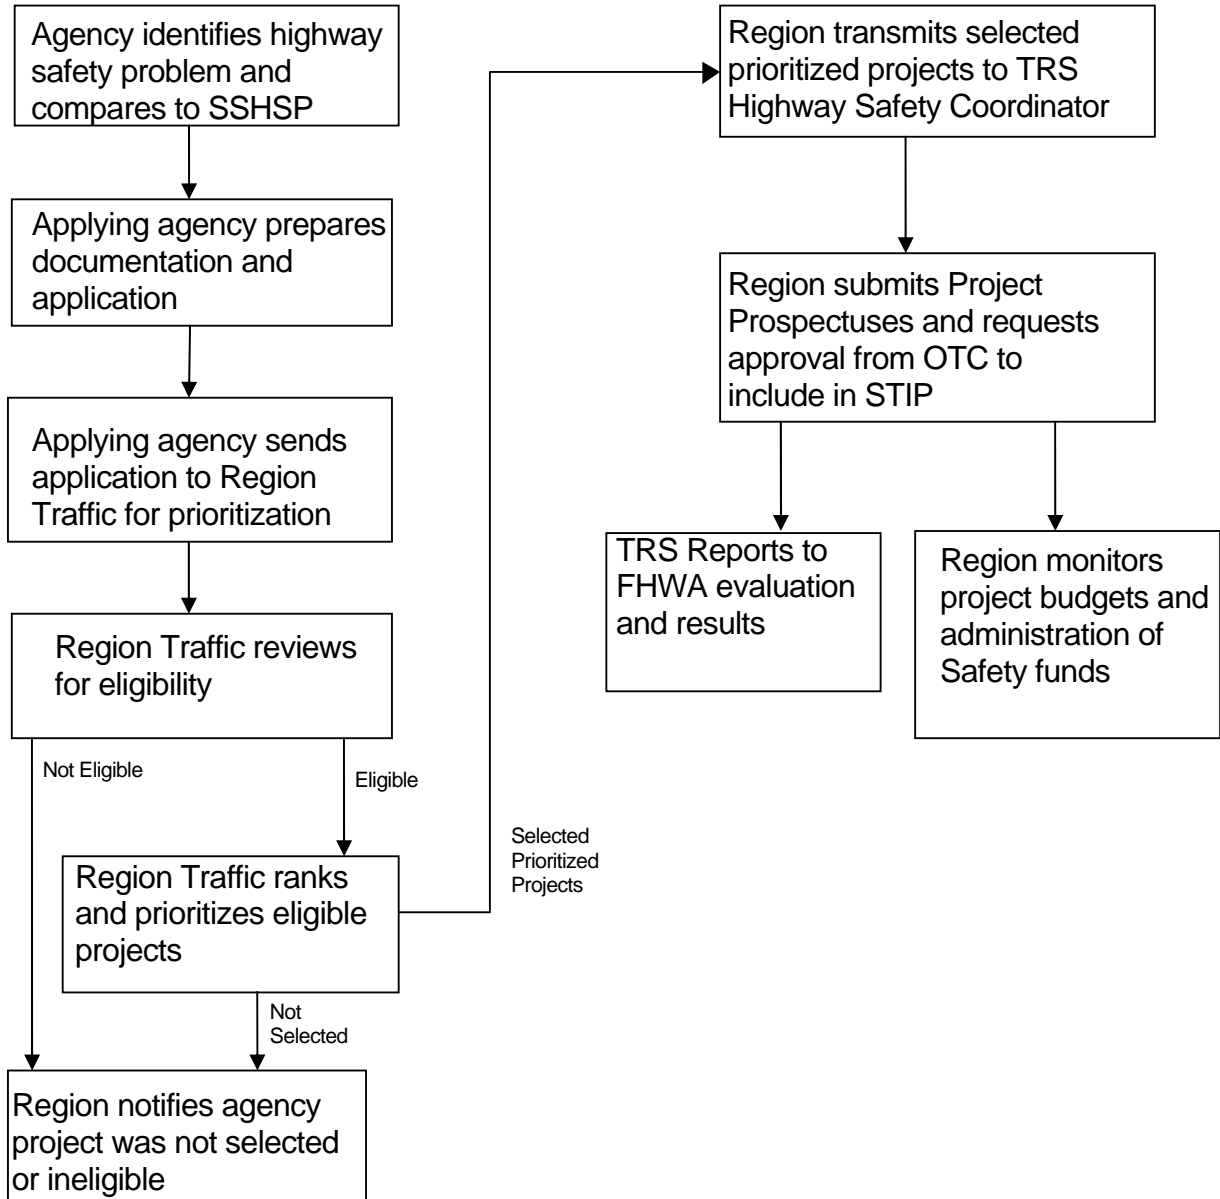 Agency identifies highway
safety problem and
compares to SSHSP
Applying agency prepares
documentation and
application
Applying agency sends
application to Region
Traffic for prioritization
Region Traffic reviews
for eligibility
Not Eligible
Eligible
Region Traffic ranks
and prioritizes eligible
projects
Not
Selected
Region notifies agency
project was not selected
or ineligible
Selected
Prioritized
Projects
Region transmits selected
prioritized projects to TRS
Highway Safety Coordinator
Region submits Project
Prospectuses and requests
approval from OTC to
include in STIP
TRS Reports to
FHWA evaluation
and results
Region monitors
project budgets and
administration of
Safety funds